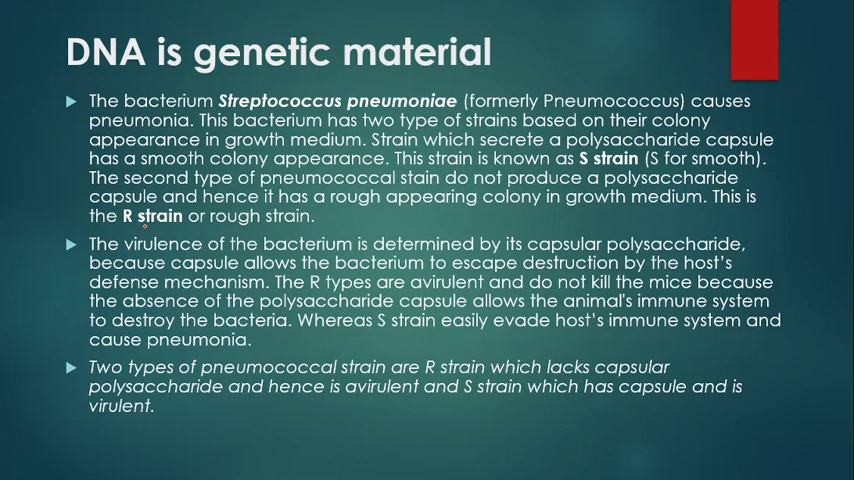 DNA is genetic material
The bacterium Streptococcus pneumoniae (formerly Pneumococcus) causes
pneumonia. This bacterium has two type of strains based on their colony
appearance in growth medium. Strain which secrete a polysaccharide capsule
has a smooth colony appearance. This strain is known as S strain (S for smooth).
The second type of pneumococcal stain do not produce a polysaccharide
capsule and hence it has a rough appearing colony in growth medium. This is
the R strain or rough strain.
The virulence of the bacterium is determined by its capsular polysaccharide,
because capsule allows the bacterium to escape destruction by the host's
defense mechanism. The R types are avirulent and do not kill the mice because
the absence of the polysaccharide capsule allows the animal's immune system
to destroy the bacteria. Whereas S strain easily evade host's immune system and
cause pneumonia.
Two types of pneumococcal strain are R strain which lacks capsular
polysaccharide and hence is avirulent and S strain which has capsule and is
virulent.